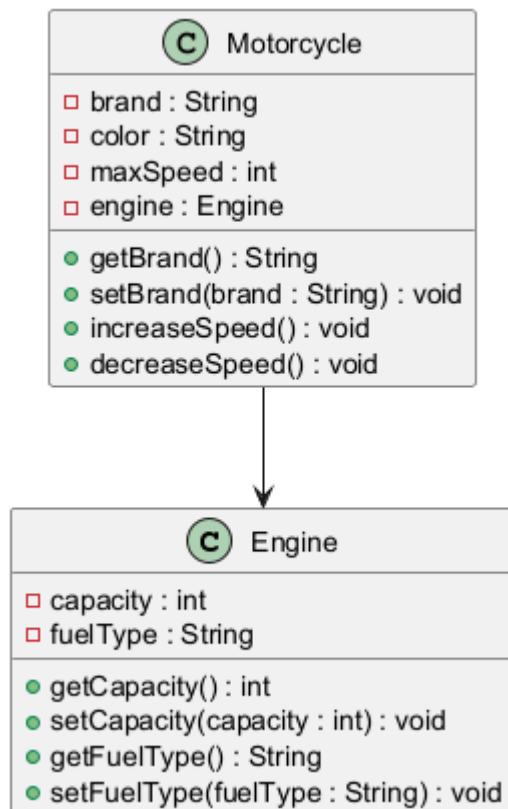 C Motorcycle
brand : String
color : String
maxSpeed : int
engine : Engine
getBrand() : String
setBrand(brand : String) : void
increaseSpeed() : void
decreaseSpeed() : void
C Engine
capacity : int
fuelType : String
getCapacity() : int
setCapacity(capacity : int) : void
getFuelType() : String
setFuelType(fuelType : String) : void